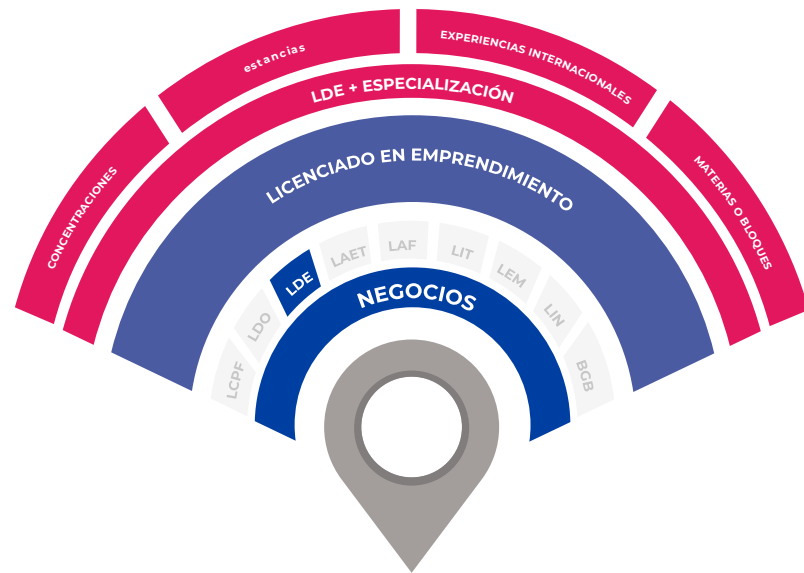 CONCENTRACIONES
estancias
EXPERIENCIAS INTERNACIONALES
MATERIAS O BLOQUES
LDE + ESPECIALIZACIÓN
LICENCIADO EN EMPRENDIMIENTO
LCPF
LDO
LDE
LAET
LAF
LIT
LEM
LIN
BGB
NEGOCIOS